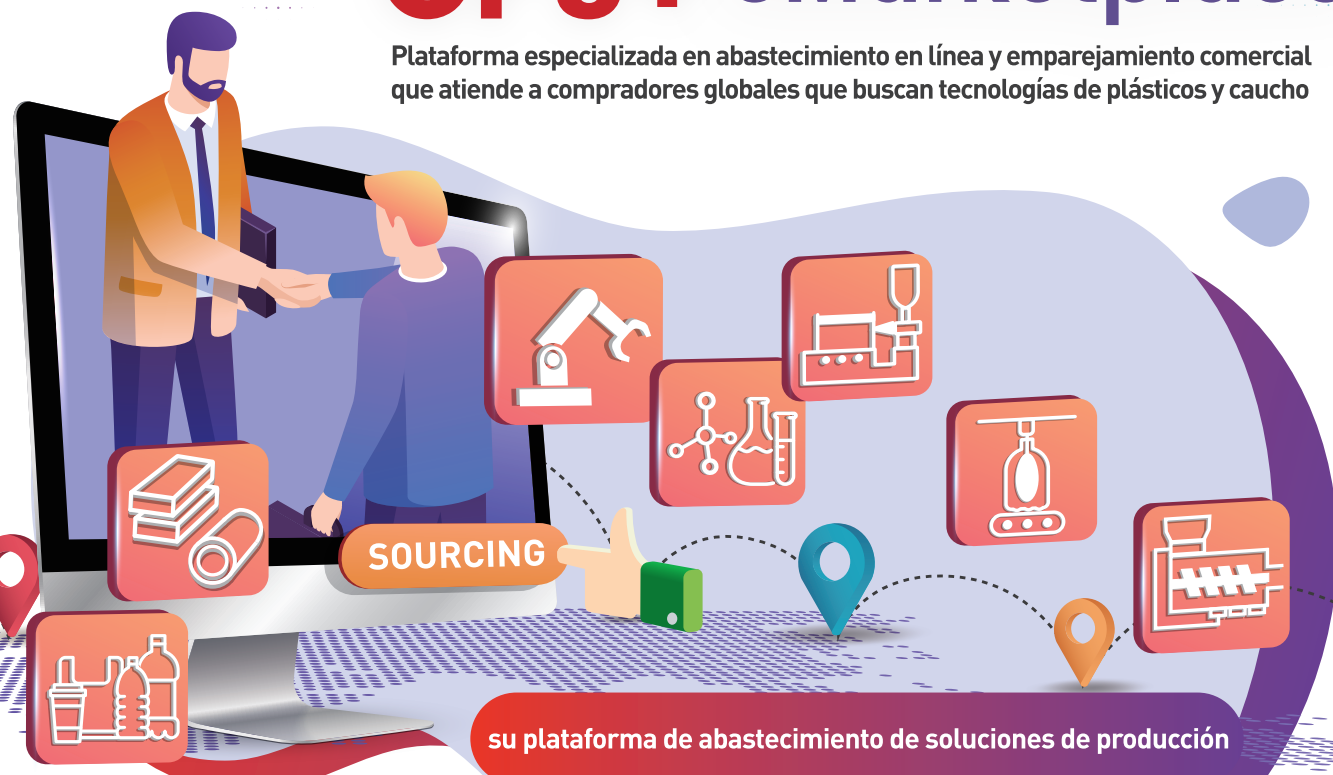 Plataforma especializada en abastecimiento en línea y emparejamiento comercial
que atiende a compradores globales que buscan tecnologías de plásticos y caucho
SOURCING
su plataforma de abastecimiento de soluciones de producción